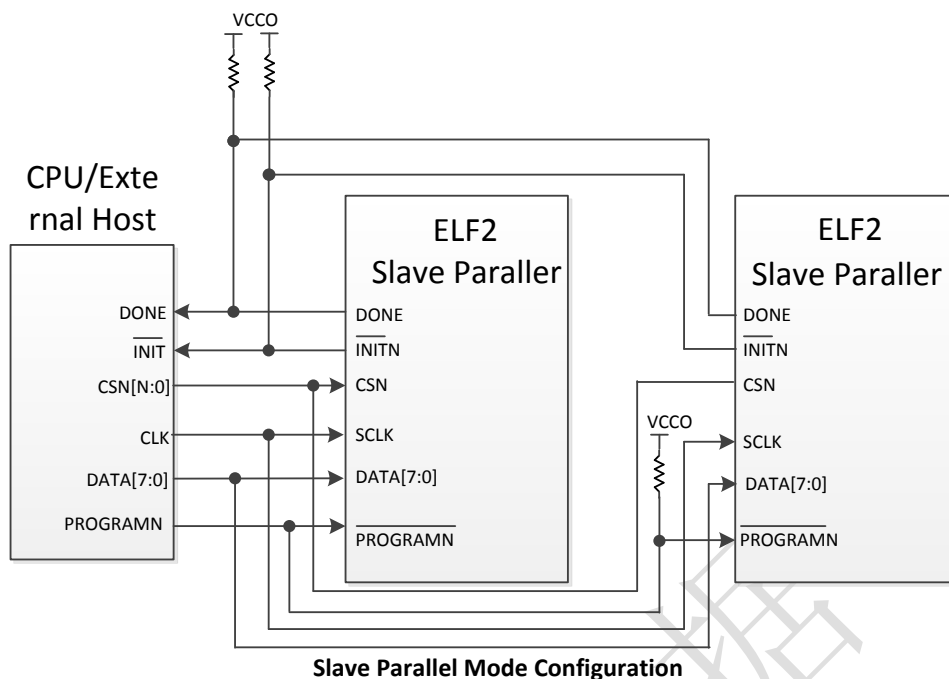 VCCO
CPU/Exte
rnal Host
DONE
INIT
CSN[N:0]
CLK
DATA[7:0]
PROGRAMN
ELF2
Slave Paraller
DONE
INITN
CSN
SCLK
DATA[7:0]
PROGRAMN
VCCO
ELF2
Slave Paraller
DONE
INITN
CSN
SCLK
DATA[7:0]
PROGRAMN
据
Slave Parallel Mode Configuration